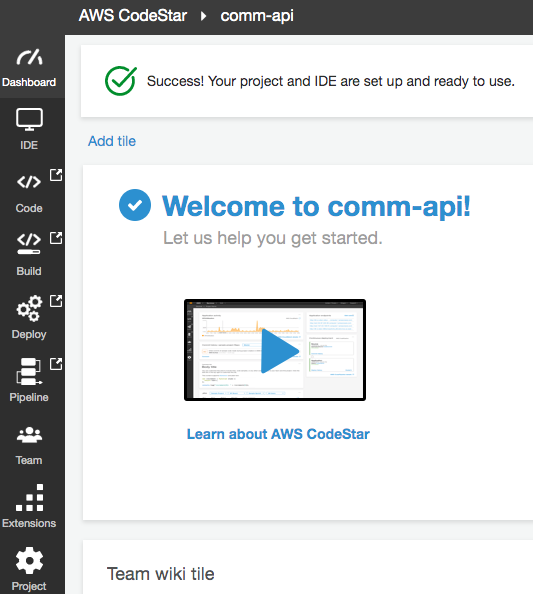 AWS CodeStar comm-api
Dashboard
IDE
Code
Build
Deploy
Pipeline
Team
Extensions
Project
Success! Your project and IDE are set up and ready to use.
Add tile
Welcome to comm-api!
Let us help you get started.
Learn about AWS CodeStar
Team wiki tile